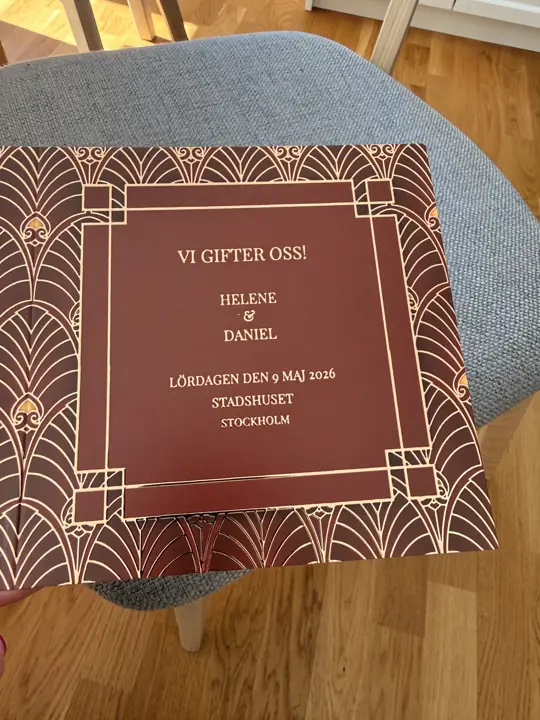 VI GIFTER OSS!
HELENE
&
DANIEL
LÖRDAGEN DEN 9 MAJ 2026
STADSHUSET
STOCKHOLM